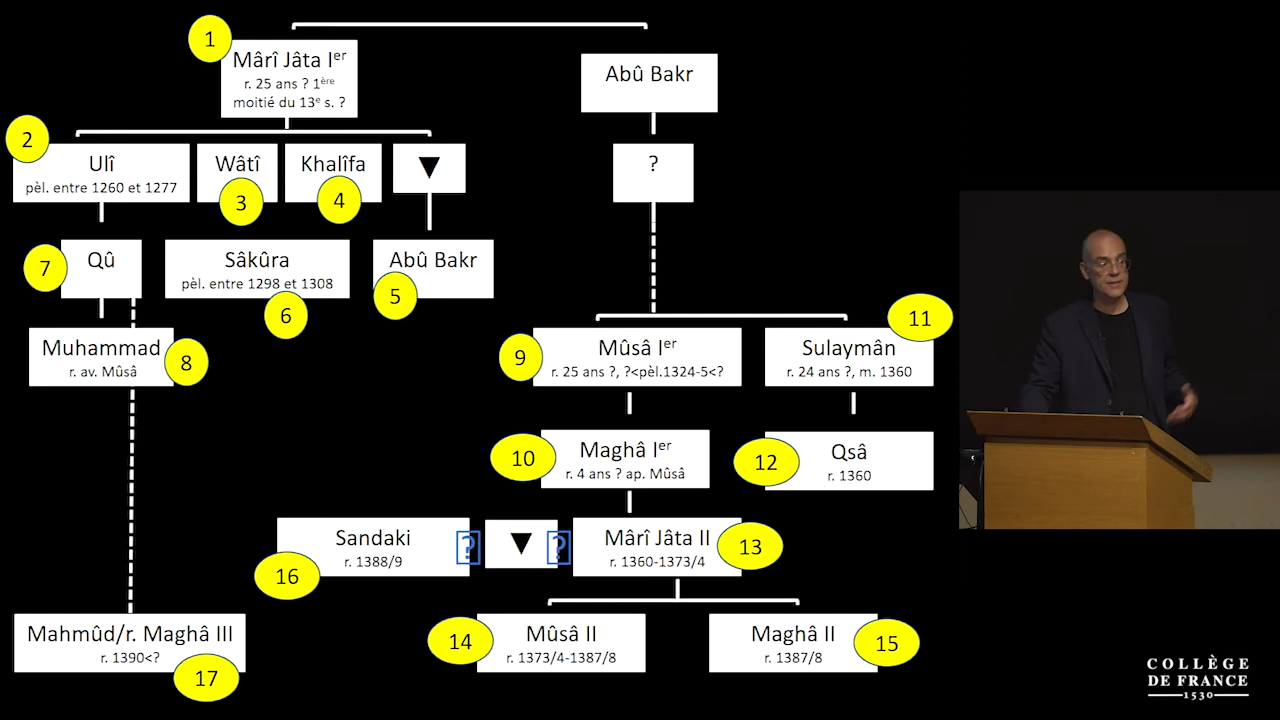 1
Mârî Jâta Iᵉʳ
r. 25 ans ? 1ᵉ̀ʳᵉ
moitié du 13ᵉ s. ?
Abû Bakr
2
Ulî
pèl. entre 1260 et 1277
Wâtî
3
Khalîfa
4
▼
?
7
Qû
Sâkûra
pèl. entre 1298 et 1308
6
Abû Bakr
5
Muhammad
r. av. Mûsâ
8
9
Mûsâ Iᵉʳ
r. 25 ans ?, ?<pèl.1324-5<?
11
Sulaymân
r. 24 ans ?, m. 1360
10
Maghâ Iᵉʳ
r. 4 ans ? ap. Mûsâ
12
Qsâ
r. 1360
Sandaki
r. 1388/9
16
?
▼
?
Mârî Jâta II
r. 1360-1373/4
13
Mahmûd/r. Maghâ III
r. 1390<?
17
14
Mûsâ II
r. 1373/4-1387/8
Maghâ II
r. 1387/8
15
COLLÈGE
DE FRANCE
1530